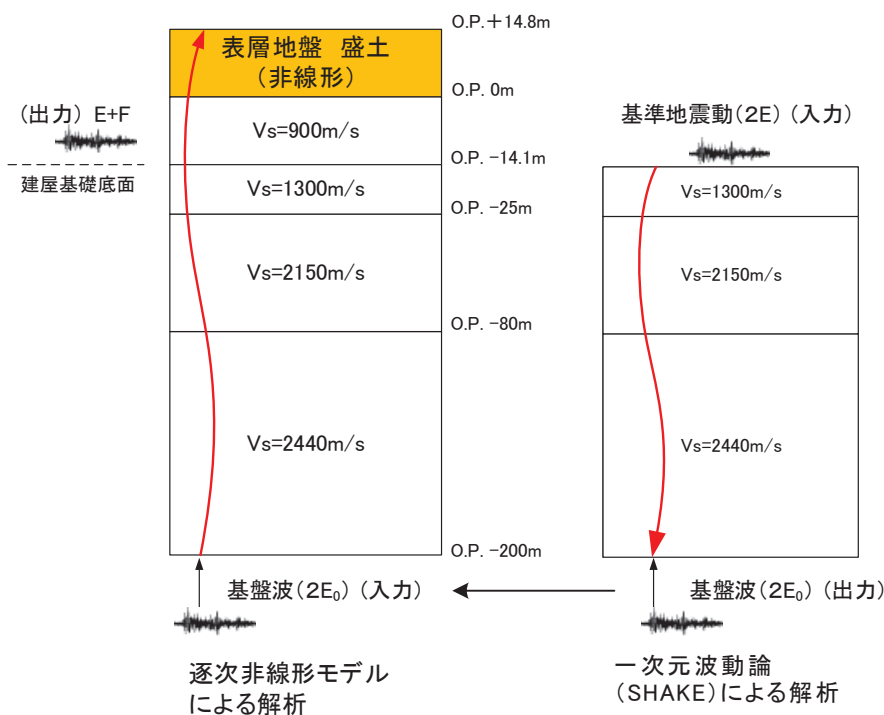 O.P.+14.8m
表層地盤 盛土
(非線形)
O.P. 0m
(出力) E+F
Vs=900m/s
O.P. -14.1m
建屋基礎底面
Vs=1300m/s
O.P. -25m
Vs=2150m/s
O.P. -80m
Vs=2440m/s
O.P. -200m
基盤波(2E₀)(入力)
逐次非線形モデル
による解析
基準地震動(2E)(入力)
Vs=1300m/s
Vs=2150m/s
Vs=2440m/s
基盤波(2E₀)(出力)
一次元波動論
(SHAKE)による解析